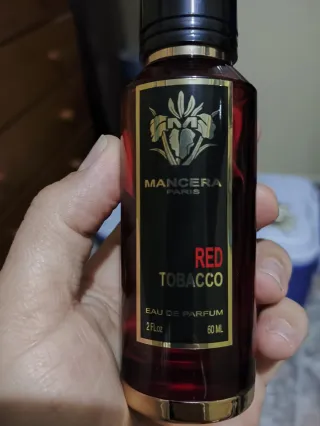 MANCERA
PARIS
RED
TOBACCO
EAU DE PARFUM
2 Fl.oz 60 ML